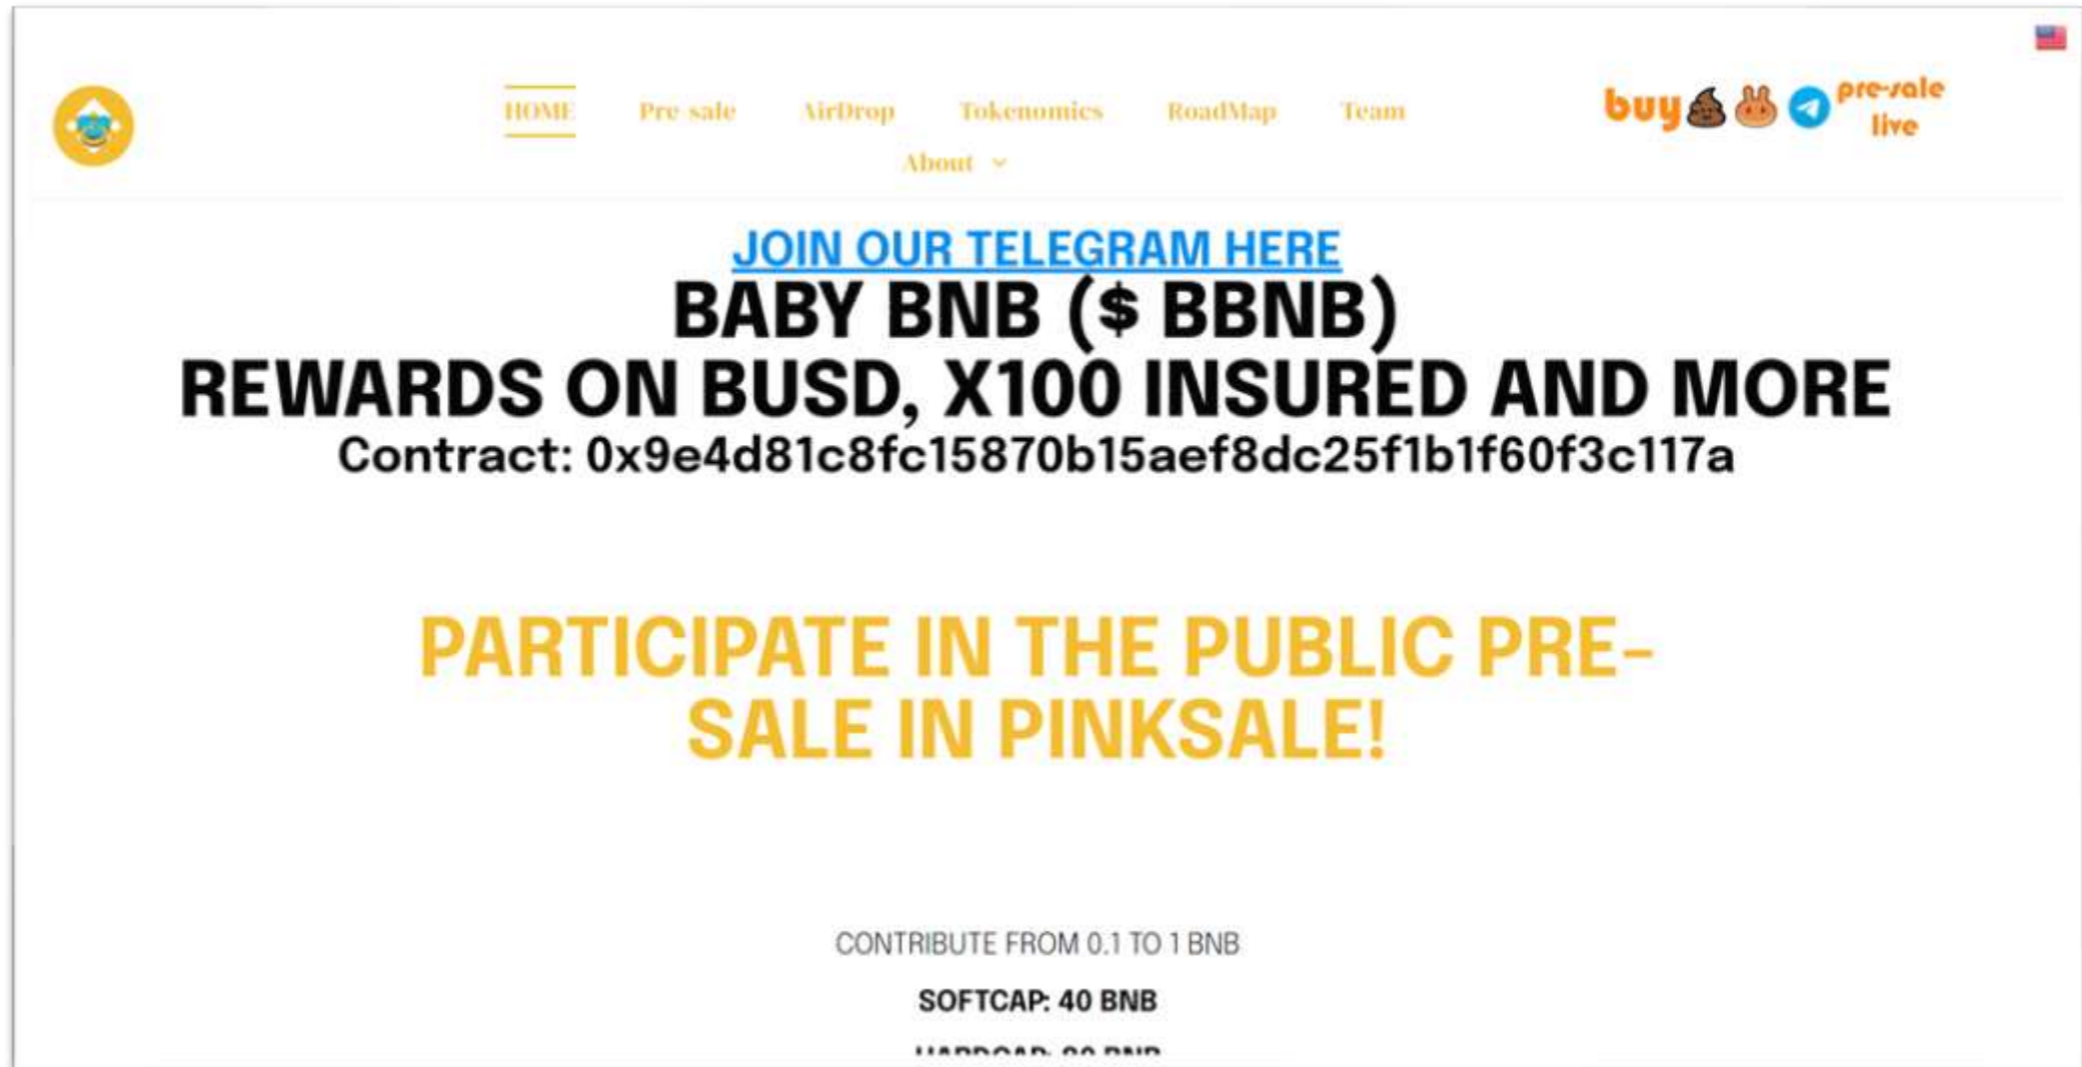 HOME Pre-sale AirDrop Tokenomics RoadMap Team
About
buy pre-sale
live
JOIN OUR TELEGRAM HERE
BABY BNB ($ BBNB)
REWARDS ON BUSD, X100 INSURED AND MORE
Contract: 0x9e4d81c8fc15870b15aef8dc25f1b1f60f3c117a
PARTICIPATE IN THE PUBLIC PRE-
SALE IN PINKSALE!
CONTRIBUTE FROM 0.1 TO 1 BNB
SOFTCAP: 40 BNB
HARDCAP: BNB